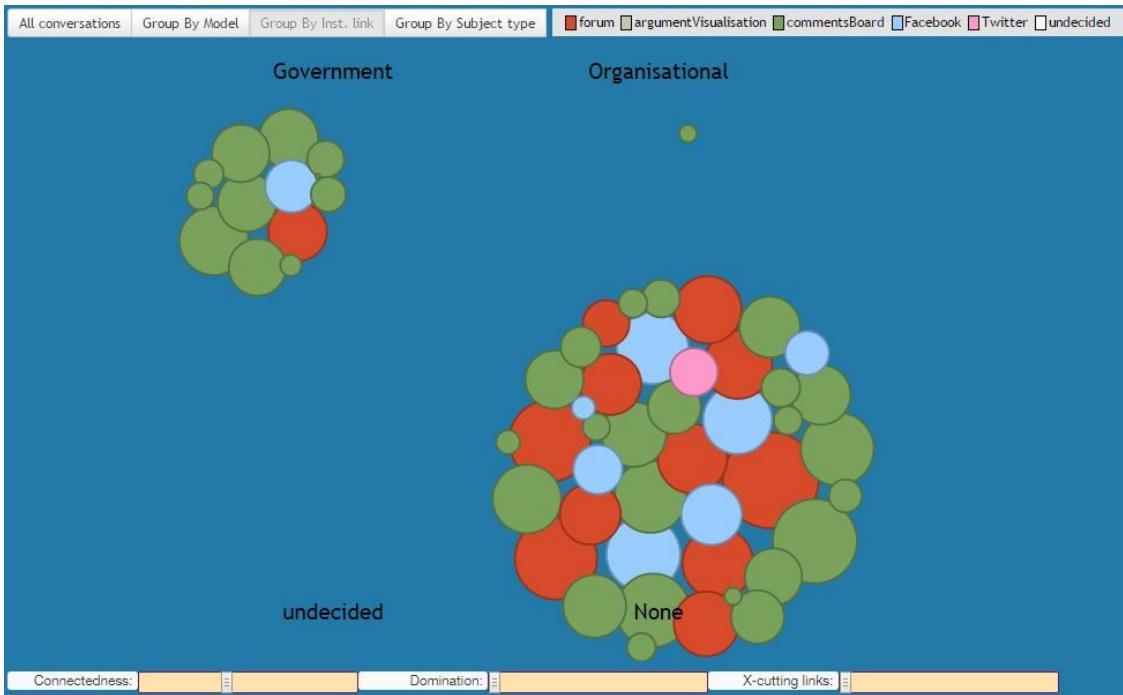 All conversations Group By Model Group By Inst. link Group By Subject type forum argumentVisualisation commentsBoard Facebook Twitter undecided
Government Organisational
undecided None
Connectedness: Domination: X-cutting links: